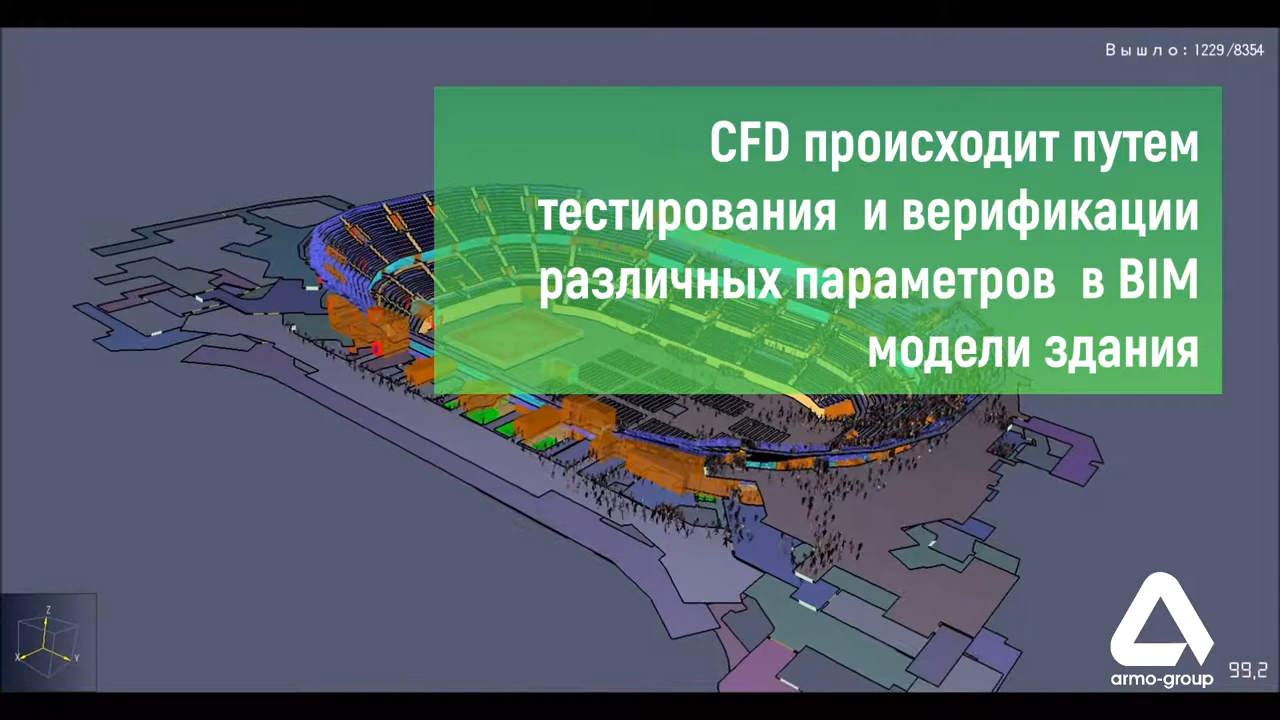 Вышло: 1229/8354
CFD происходит путем
тестирования и верификации
различных параметров в BIM
модели здания
Z
X
Y
armo-group
99,2